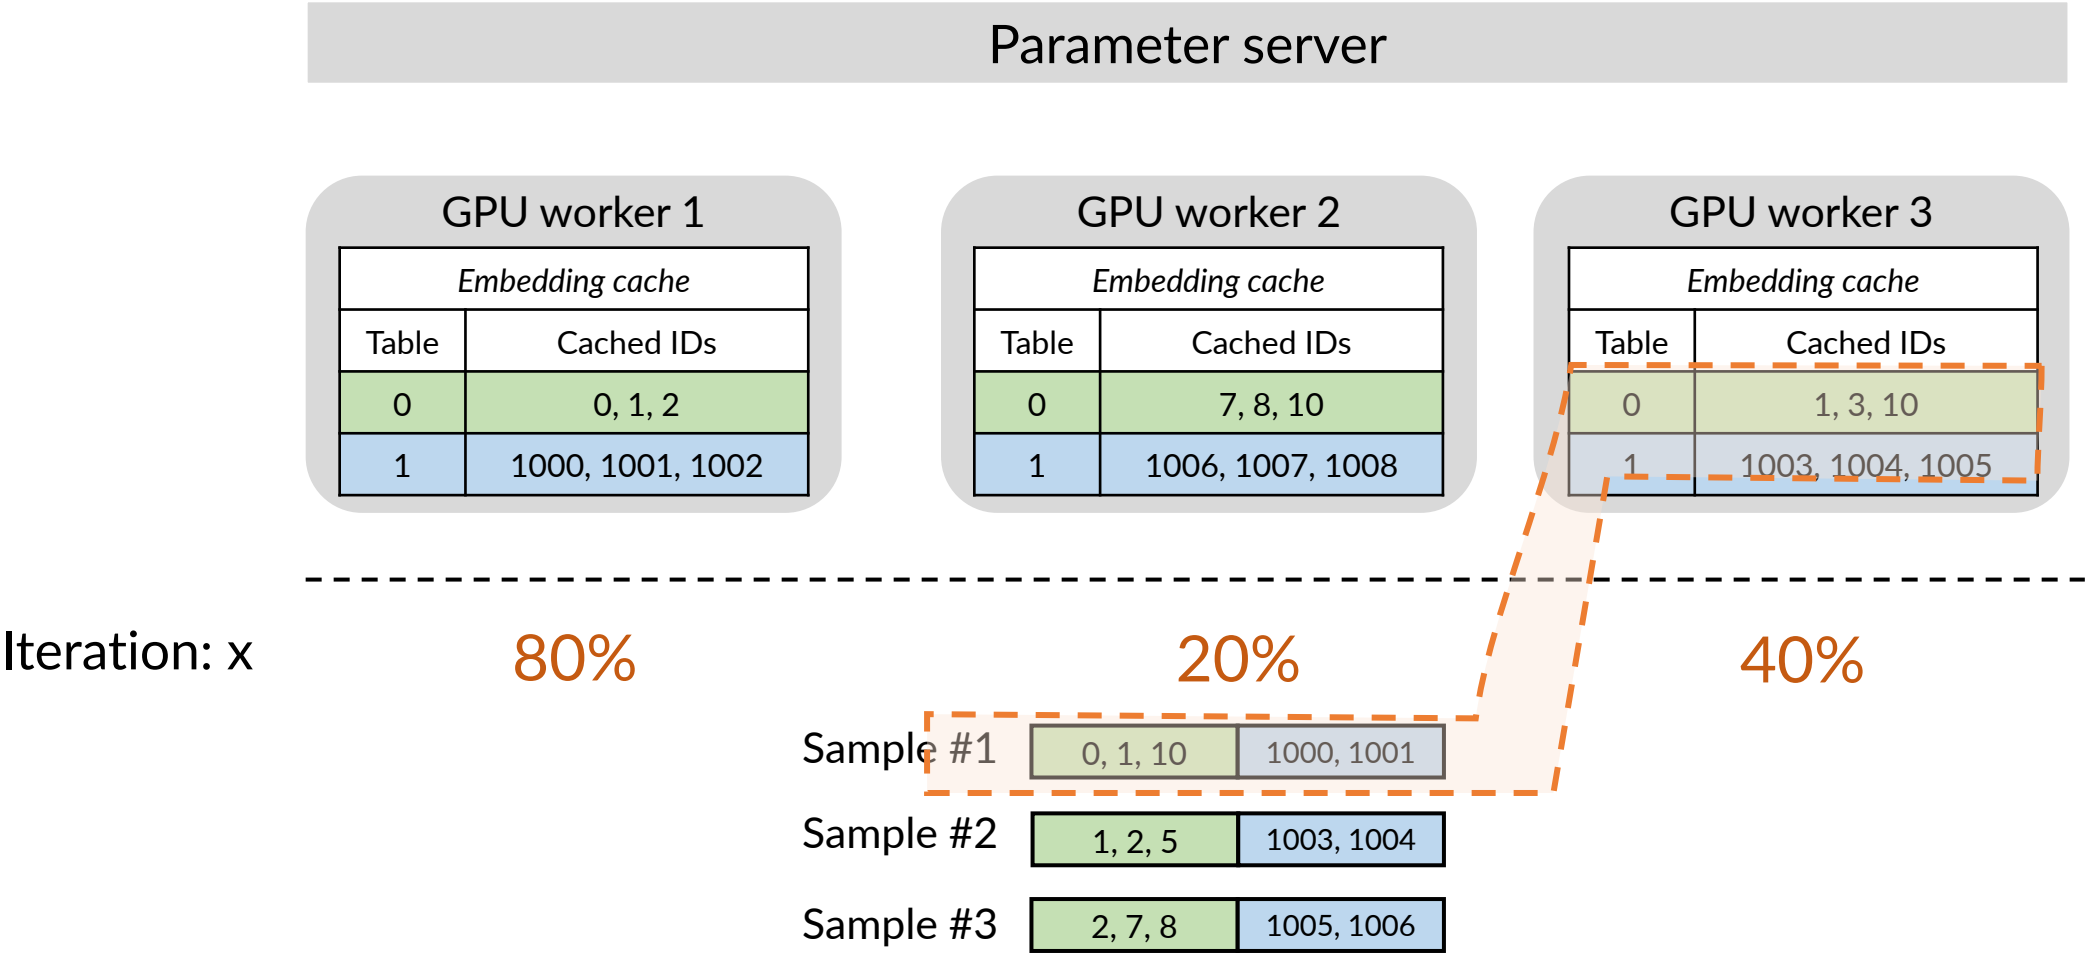 Parameter server
GPU worker 1
Embedding cache
Table Cached IDs
0 0, 1, 2
1 1000, 1001, 1002
GPU worker 2
Embedding cache
Table Cached IDs
0 7, 8, 10
1 1006, 1007, 1008
GPU worker 3
Embedding cache
Table Cached IDs
0 1, 3, 10
1 1003, 1004, 1005
Iteration: x 80% 20% 40%
Sample #1 0, 1, 10 1000, 1001
Sample #2 1, 2, 5 1003, 1004
Sample #3 2, 7, 8 1005, 1006